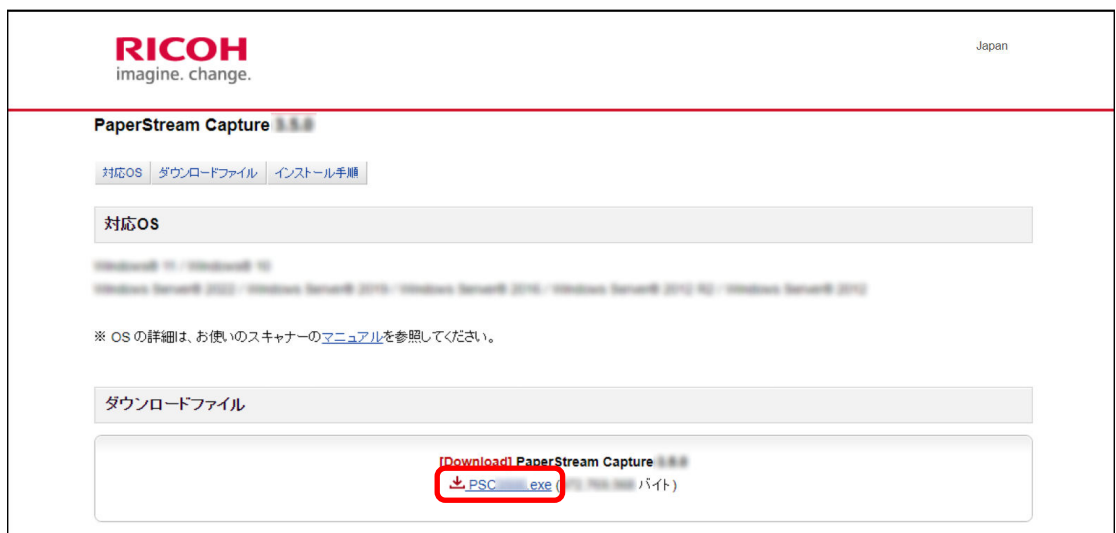 RICOH
imagine. change.
Japan
PaperStream Capture
対応OS ダウンロードファイル インストール手順
対応OS
※ OS の詳細は、お使いのスキャナーのマニュアルを参照してください。
ダウンロードファイル
[Download] PaperStream Capture
PSC .exe ( バイト)